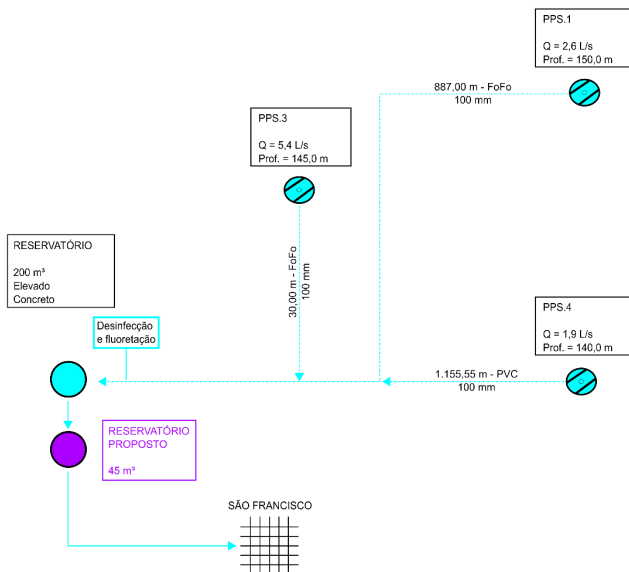 PPS.1
Q = 2,6 L/s
Prof. = 150,0 m
887,00 m - FoFo
100 mm
PPS.3
Q = 5,4 L/s
Prof. = 145,0 m
30,00 m - FoFo
100 mm
RESERVATÓRIO
200 m³
Elevado
Concreto
Desinfecção
e fluoretação
PPS.4
Q = 1,9 L/s
Prof. = 140,0 m
1.155,55 m - PVC
100 mm
RESERVATÓRIO
PROPOSTO
45 m³
SÃO FRANCISCO